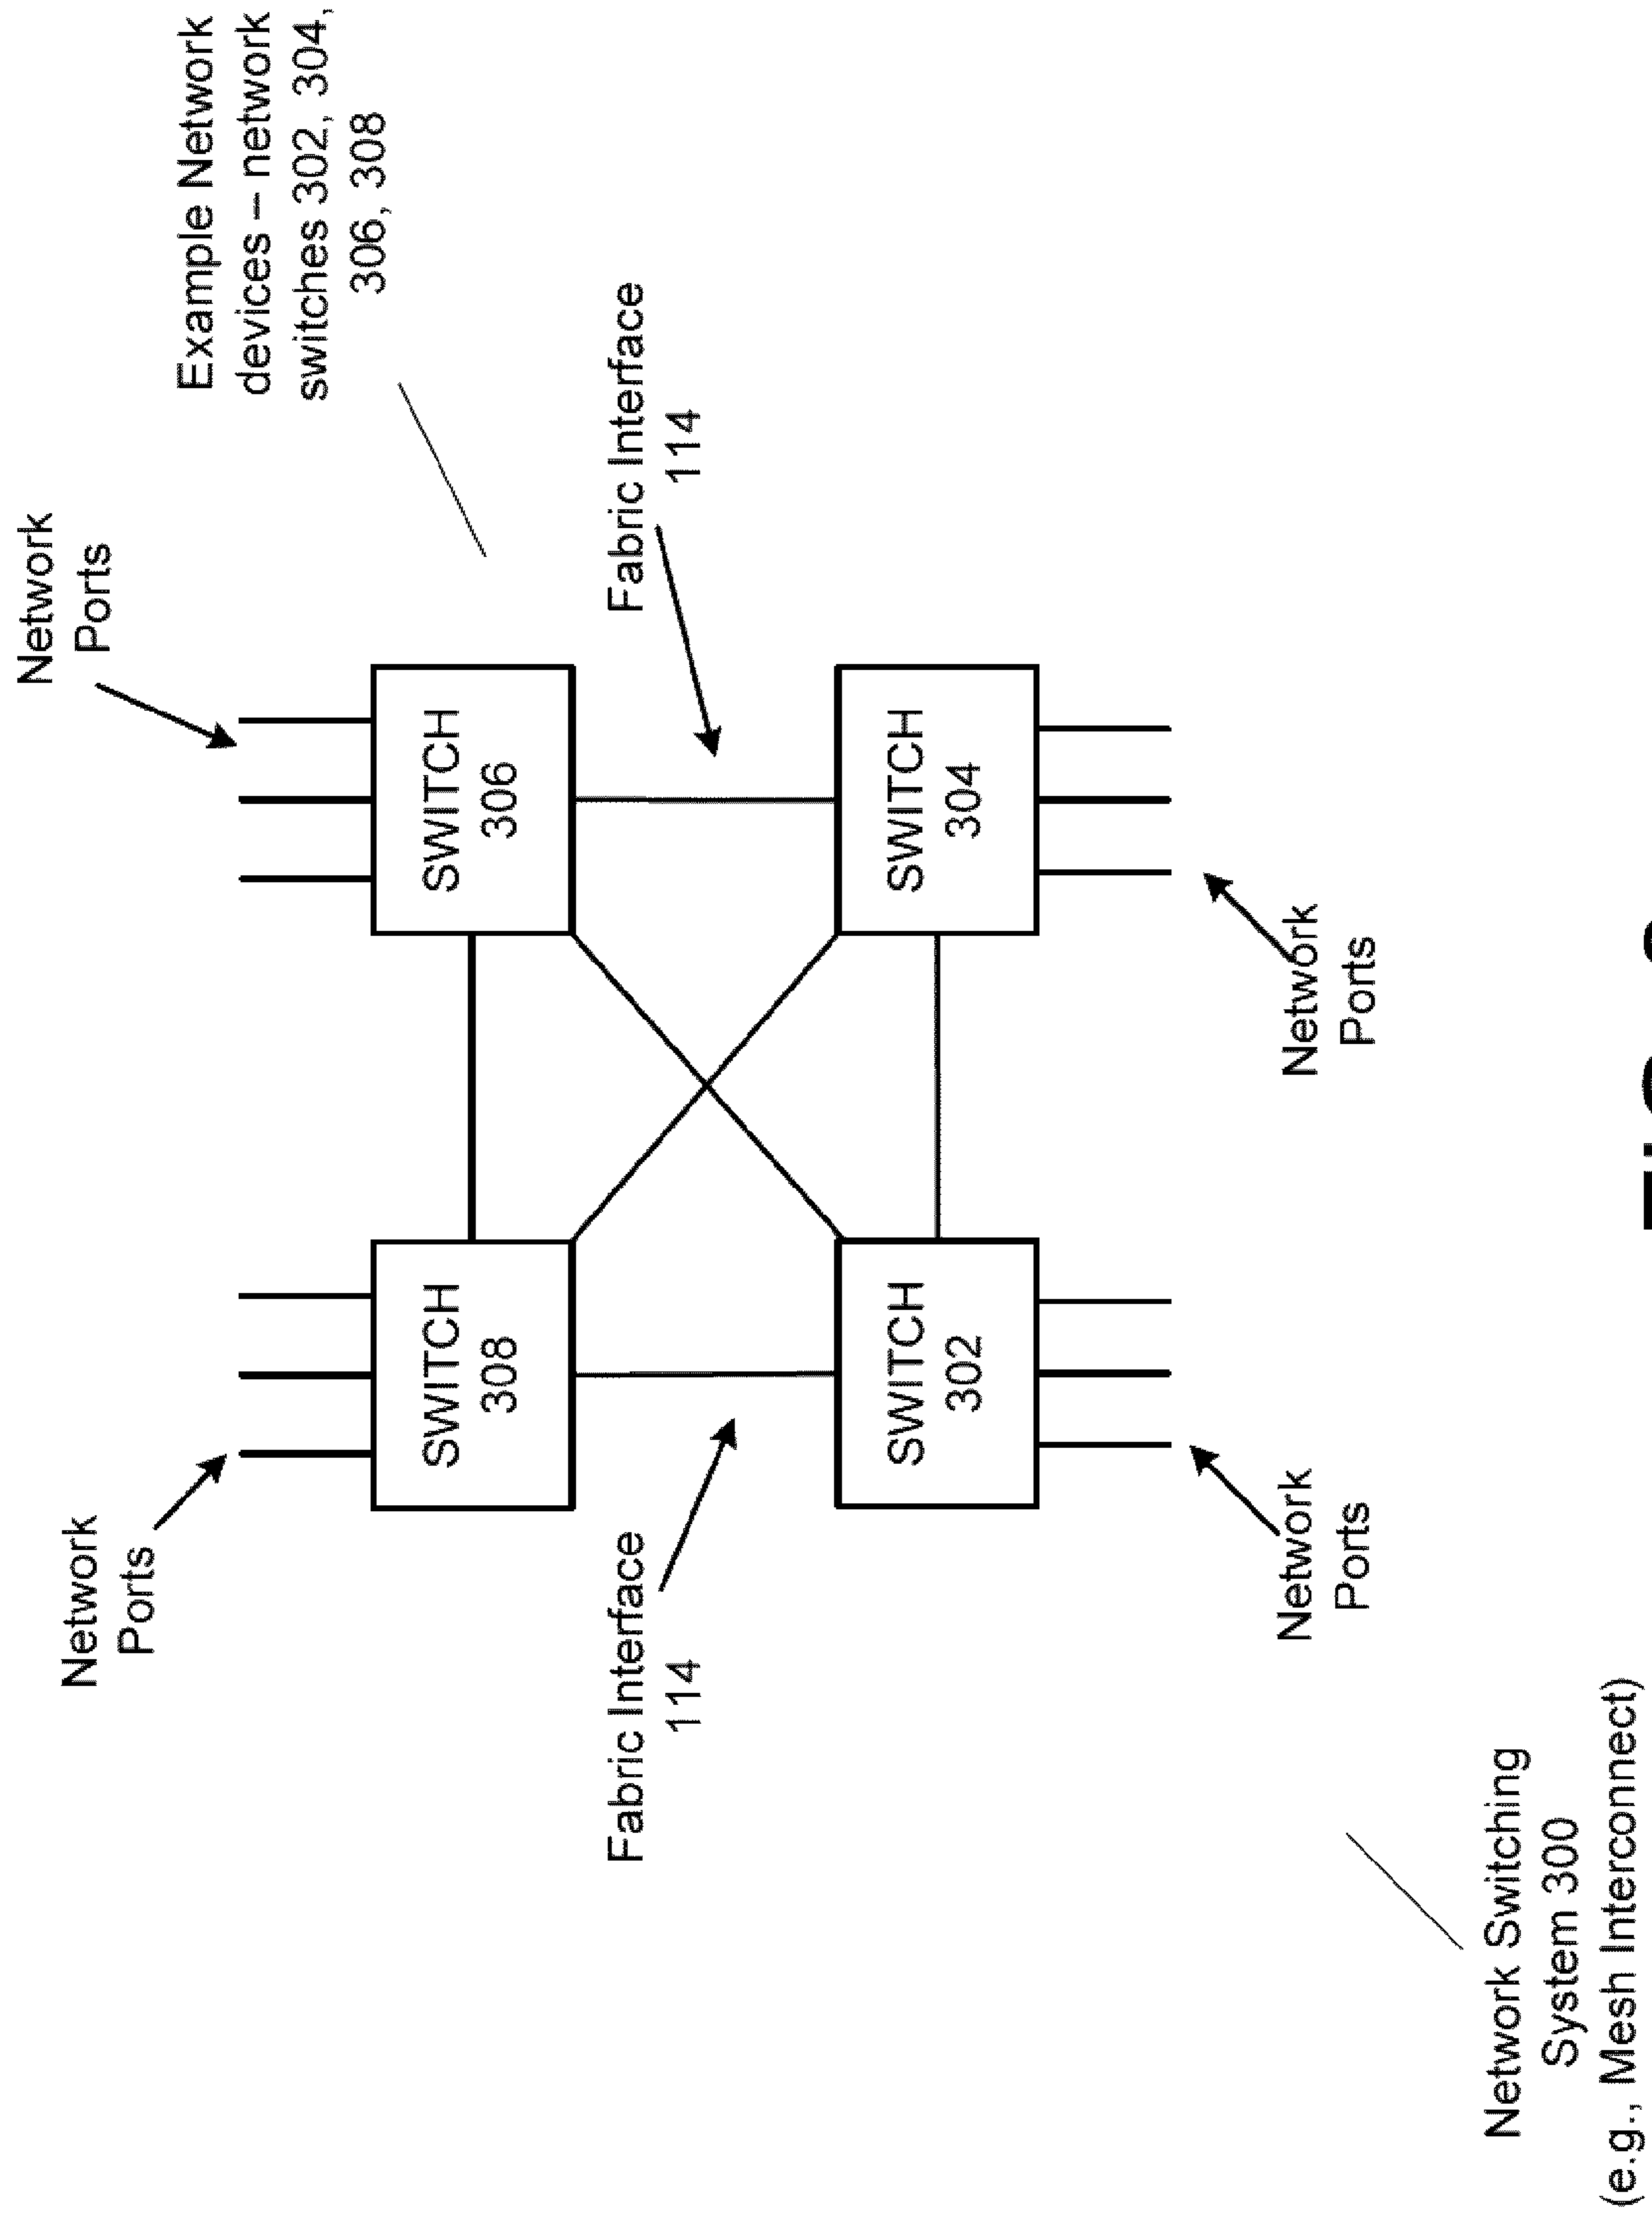 Network
Ports
Network
Ports
Example Network
devices – network
switches 302, 304,
306, 308
SWITCH
308
SWITCH
306
Fabric Interface
114
Fabric Interface
114
SWITCH
302
SWITCH
304
Network
Ports
Network
Ports
Network Switching
System 300
(e.g., Mesh Interconnect)